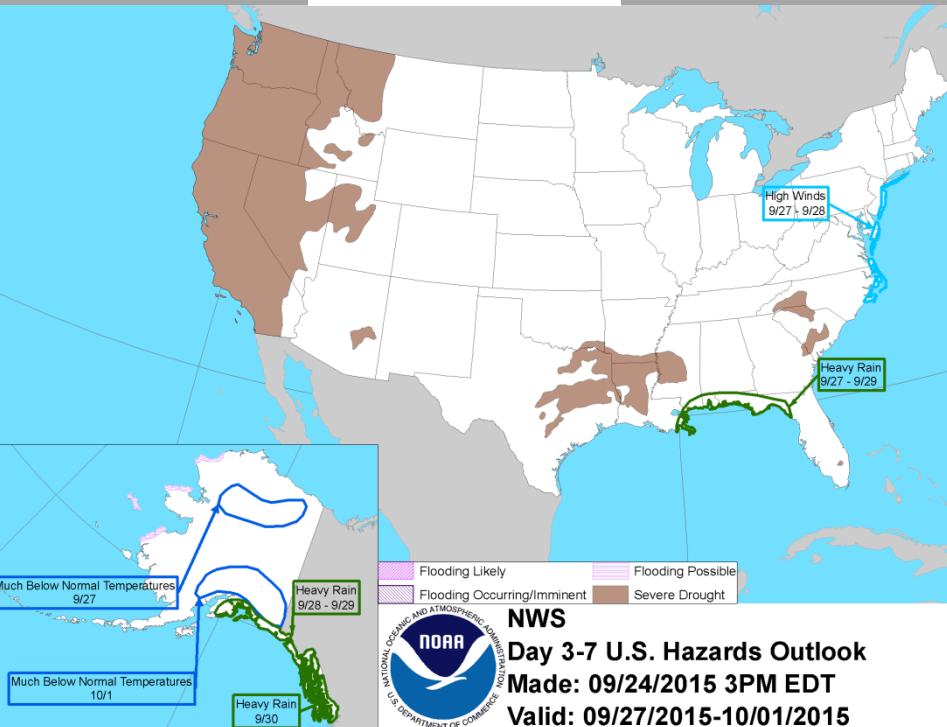 High Winds
9/27 - 9/28
Heavy Rain
9/27 - 9/29
Much Below Normal Temperatures
9/27
Heavy Rain
9/28 - 9/29
Much Below Normal Temperatures
10/1
Heavy Rain
9/30
Flooding Likely
Flooding Possible
Flooding Occurring/Imminent
Severe Drought
NATIONAL OCEANIC AND ATMOSPHERIC ADMINISTRATION
NOAA
U.S. DEPARTMENT OF COMMERCE
NWS
Day 3-7 U.S. Hazards Outlook
Made: 09/24/2015 3PM EDT
Valid: 09/27/2015-10/01/2015